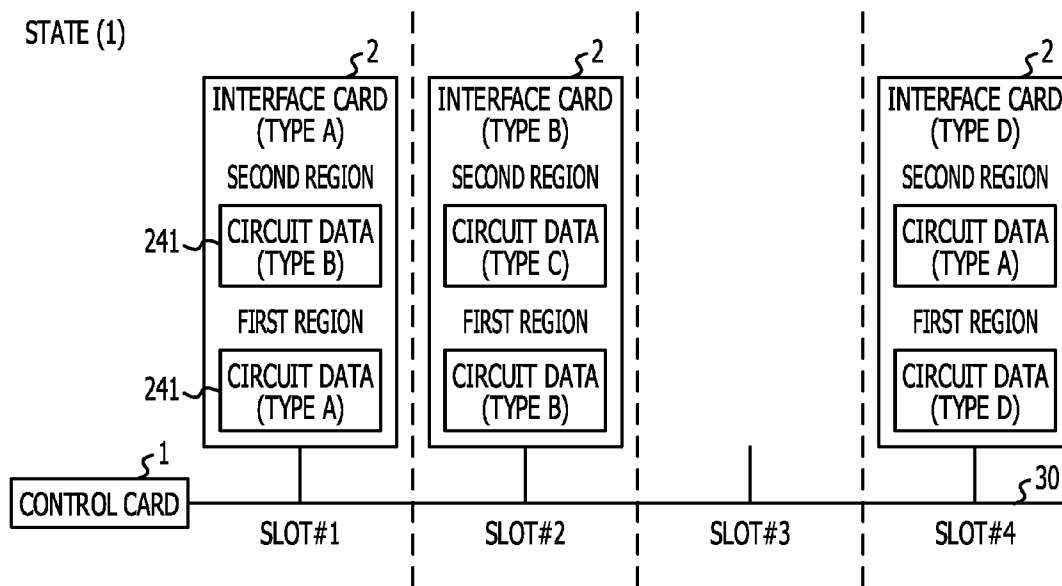 STATE (1)
2
INTERFACE CARD
(TYPE A)
SECOND REGION
241
CIRCUIT DATA
(TYPE B)
FIRST REGION
241
CIRCUIT DATA
(TYPE A)
2
INTERFACE CARD
(TYPE B)
SECOND REGION
CIRCUIT DATA
(TYPE C)
FIRST REGION
CIRCUIT DATA
(TYPE B)
2
INTERFACE CARD
(TYPE D)
SECOND REGION
CIRCUIT DATA
(TYPE A)
FIRST REGION
CIRCUIT DATA
(TYPE D)
1
CONTROL CARD
30
SLOT#1
SLOT#2
SLOT#3
SLOT#4